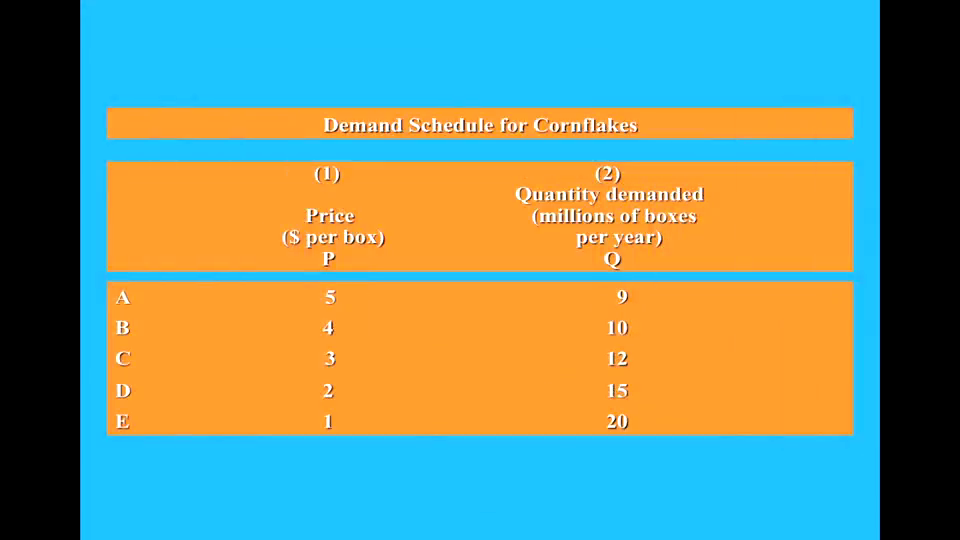 Demand Schedule for Cornflakes
(1) (2)
Quantity demanded
Price (millions of boxes
($ per box) per year)
P Q
A 5 9
B 4 10
C 3 12
D 2 15
E 1 20